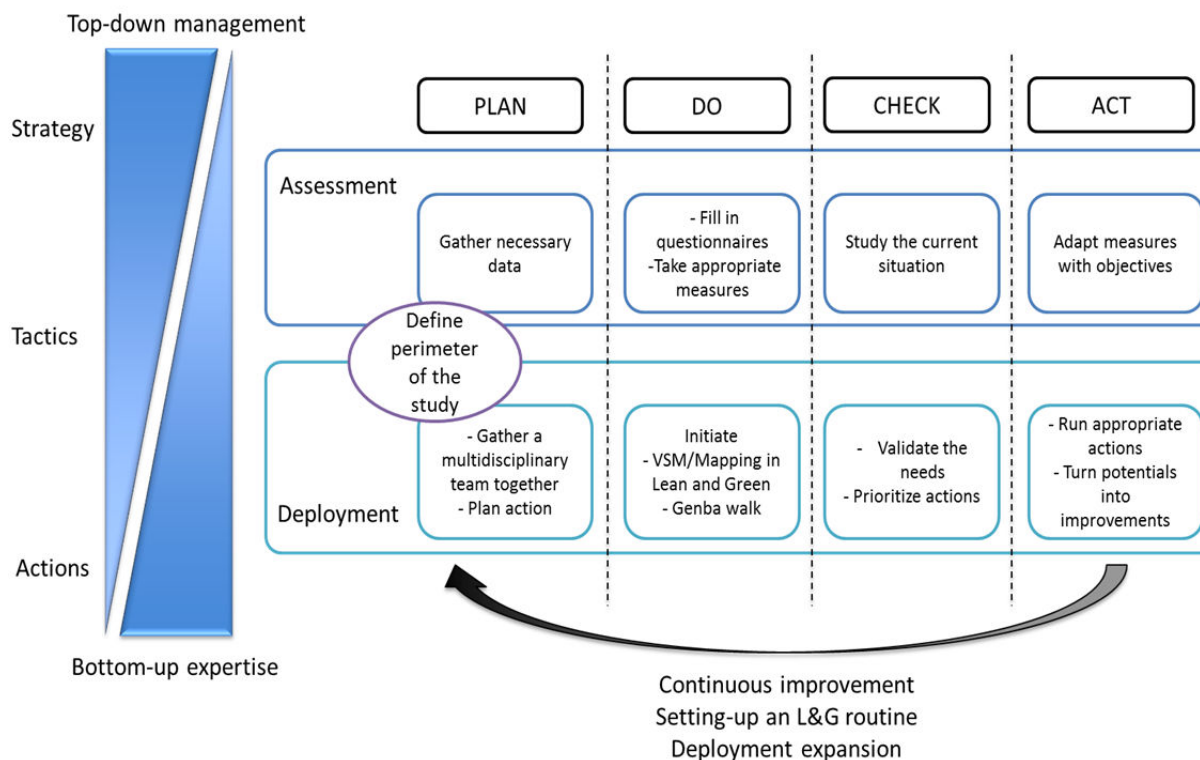 Top-down management
Strategy
Tactics
Actions
Bottom-up expertise
PLAN
DO
CHECK
ACT
Assessment
Gather necessary
data
- Fill in
questionnaires
-Take appropriate
measures
Study the current
situation
Adapt measures
with objectives
Define
perimeter
of the
study
Deployment
- Gather a
multidisciplinary
team together
- Plan action
Initiate
- VSM/Mapping in
Lean and Green
- Genba walk
- Validate the
needs
- Prioritize actions
- Run appropriate
actions
- Turn potentials
into
improvements
Continuous improvement
Setting-up an L&G routine
Deployment expansion